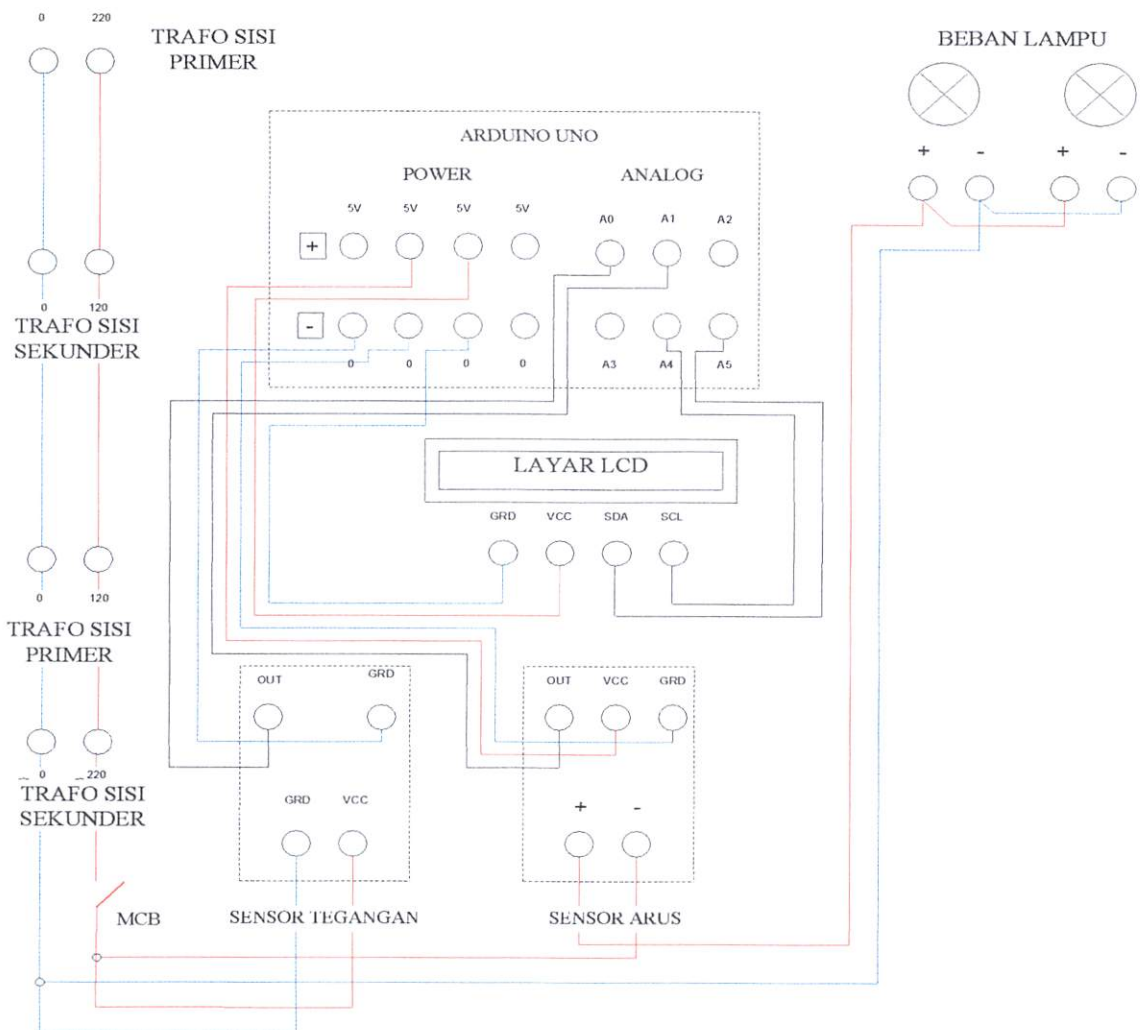 0 220
TRAFO SISI
PRIMER
BEBAN LAMPU
+ - + -
ARDUINO UNO
POWER ANALOG
5V 5V 5V 5V A0 A1 A2
+
-
0 0 0 0 A3 A4 A5
0 120
TRAFO SISI
SEKUNDER
LAYAR LCD
GRD VCC SDA SCL
0 120
TRAFO SISI
PRIMER
OUT GRD
OUT VCC GRD
0 220
TRAFO SISI
SEKUNDER
GRD VCC
+ -
MCB
SENSOR TEGANGAN
SENSOR ARUS